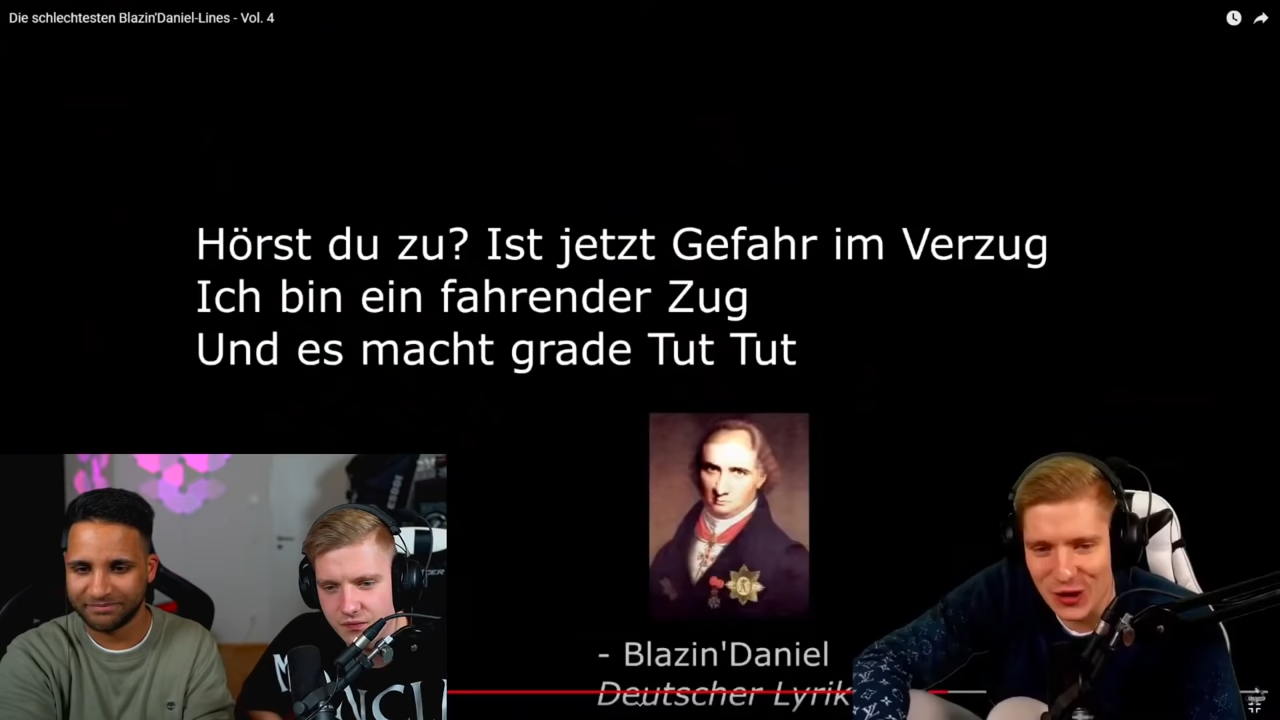 Die schlechtesten Blazin'Daniel-Lines - Vol. 4
Hörst du zu? Ist jetzt Gefahr im Verzug
Ich bin ein fahrender Zug
Und es macht grade Tut Tut
- Blazin'Daniel
Deutscher Lyrik